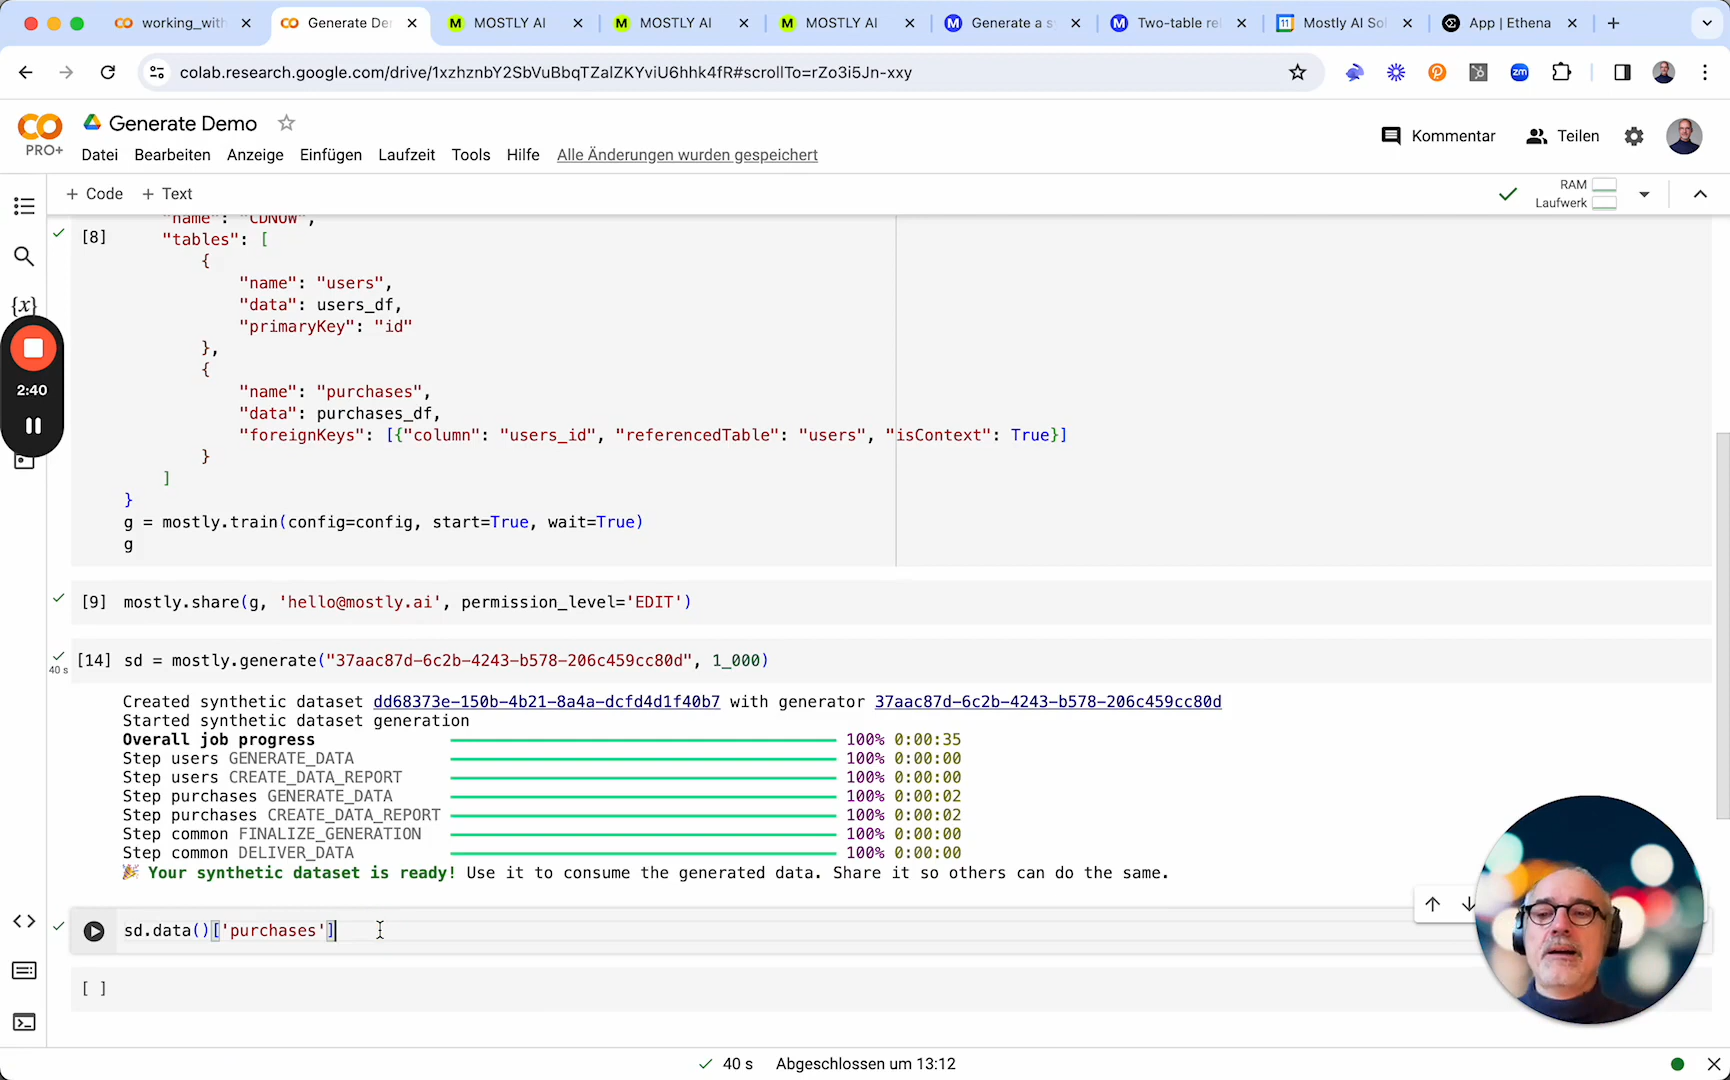 working_with
Generate De
MOSTLY AI
MOSTLY AI
MOSTLY AI
Generate a s
Two-table re
Mostly AI Sol
App | Ethena
colab.research.google.com/drive/1xzhznbY2SbVuBbqTZaIZKYviU6hhk4fR#scrollTo=rZo3i5Jn-xxy
PRO+
Generate Demo
Kommentar
Teilen
Datei Bearbeiten Anzeige Einfügen Laufzeit Tools Hilfe Alle Änderungen wurden gespeichert
+ Code + Text
RAM
Laufwerk
"name": "CDNOW",
[8] "tables": [
{
"name": "users",
"data": users_df,
"primaryKey": "id"
},
{
"name": "purchases",
"data": purchases_df,
"foreignKeys": [{"column": "users_id", "referencedTable": "users", "isContext": True}]
}
]
}
g = mostly.train(config=config, start=True, wait=True)
g
{x}
2:40
[9] mostly.share(g, 'hello@mostly.ai', permission_level='EDIT')
40 s
[14] sd = mostly.generate("37aac87d-6c2b-4243-b578-206c459cc80d", 1_000)
Created synthetic dataset dd68373e-150b-4b21-8a4a-dcfd4d1f40b7 with generator 37aac87d-6c2b-4243-b578-206c459cc80d
Started synthetic dataset generation
Overall job progress 100% 0:00:35
Step users GENERATE_DATA 100% 0:00:00
Step users CREATE_DATA_REPORT 100% 0:00:00
Step purchases GENERATE_DATA 100% 0:00:02
Step purchases CREATE_DATA_REPORT 100% 0:00:02
Step common FINALIZE_GENERATION 100% 0:00:00
Step common DELIVER_DATA 100% 0:00:00
🎉 Your synthetic dataset is ready! Use it to consume the generated data. Share it so others can do the same.
sd.data()['purchases']
[ ]
40 s Abgeschlossen um 13:12